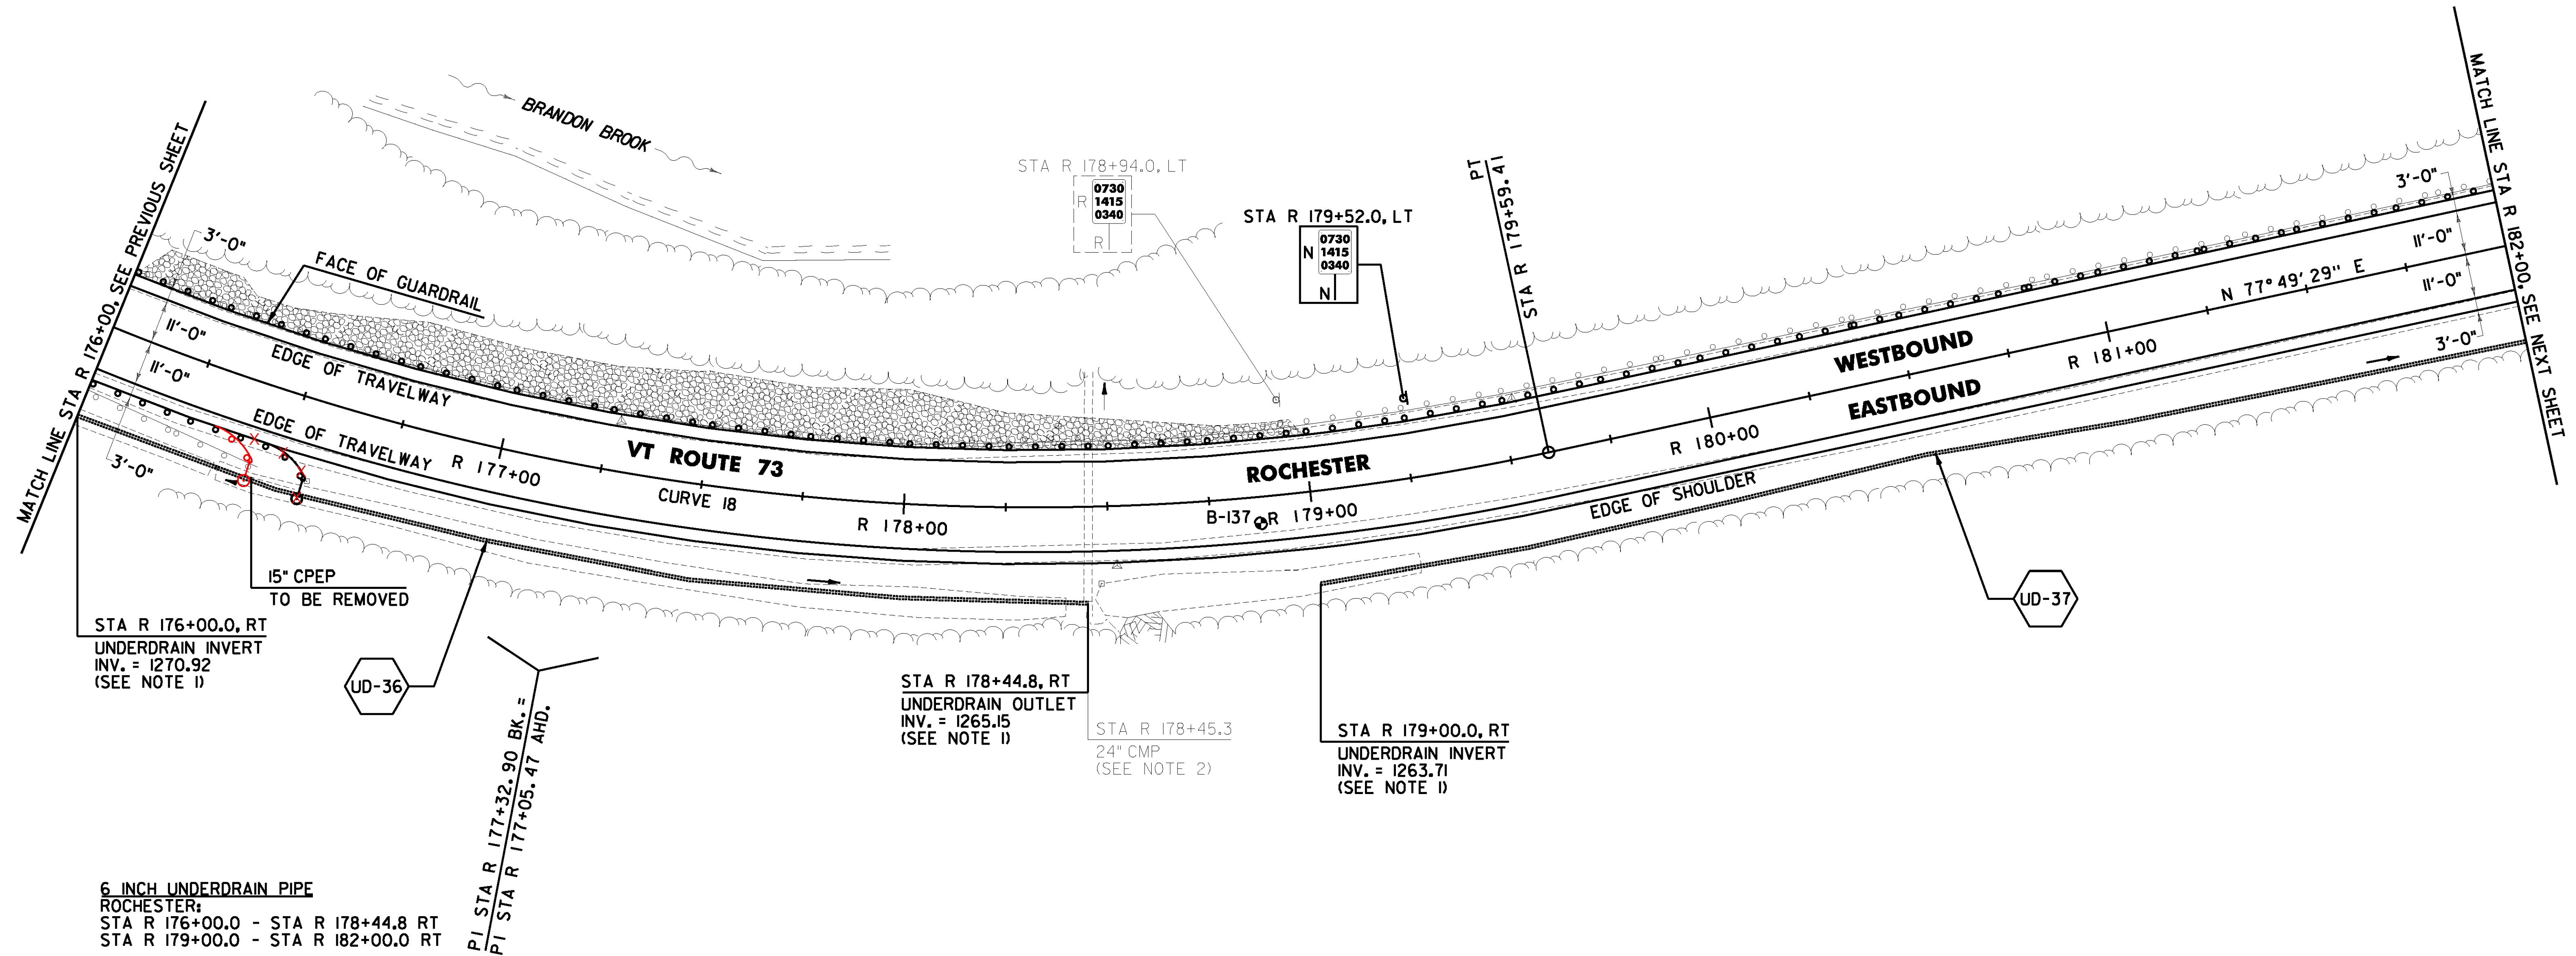 MATCH LINE STA R 176+00, SEE PREVIOUS SHEET
BRANDON BROOK
3'-0"
FACE OF GUARDRAIL
11'-0"
11'-0"
3'-0"
EDGE OF TRAVELWAY
EDGE OF TRAVELWAY
R 177+00
VT ROUTE 73
CURVE 18
R 178+00
STA R 178+94.0, LT
R
0730
1415
0340
R
STA R 179+52.0, LT
N
0730
1415
0340
N
PT
STA R 179+59.41
ROCHESTER
B-137
R 179+00
R 180+00
EDGE OF SHOULDER
WESTBOUND
EASTBOUND
R 181+00
N 77° 49' 29" E
3'-0"
11'-0"
11'-0"
3'-0"
MATCH LINE STA R 182+00, SEE NEXT SHEET
15" CPEP
TO BE REMOVED
STA R 176+00.0, RT
UNDERDRAIN INVERT
INV. = 1270.92
(SEE NOTE 1)
UD-36
PI STA R 177+32.90 BK. =
PI STA R 177+05.47 AHD.
STA R 178+44.8, RT
UNDERDRAIN OUTLET
INV. = 1265.15
(SEE NOTE 1)
STA R 178+45.3
24" CMP
(SEE NOTE 2)
STA R 179+00.0, RT
UNDERDRAIN INVERT
INV. = 1263.71
(SEE NOTE 1)
UD-37
6 INCH UNDERDRAIN PIPE
ROCHESTER:
STA R 176+00.0 - STA R 178+44.8 RT
STA R 179+00.0 - STA R 182+00.0 RT